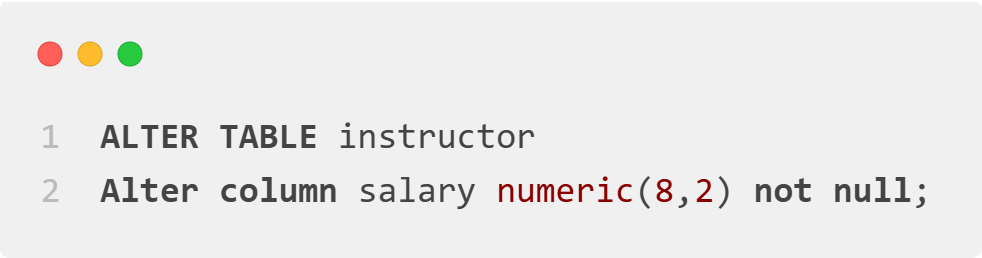 1 ALTER TABLE instructor
2 Alter column salary numeric(8,2) not null;